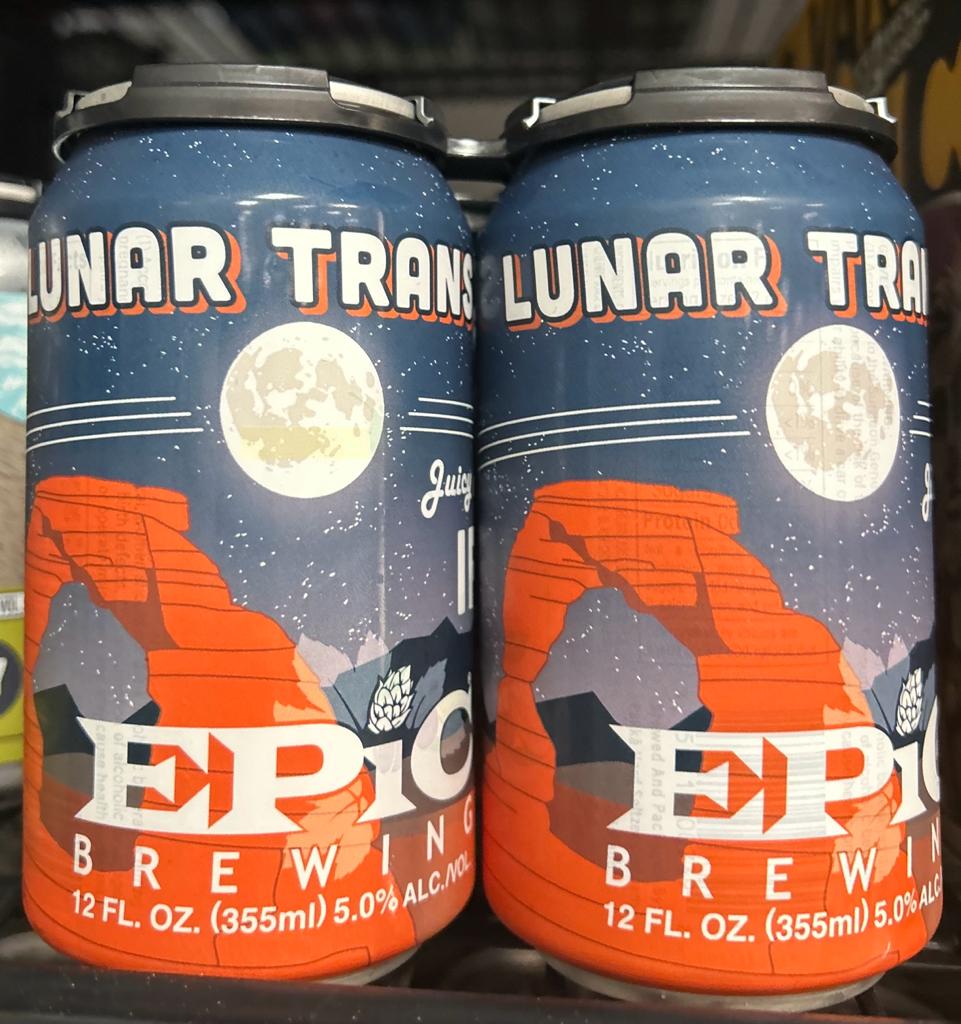 LUNAR TRANS
Juicy
IP
EPIC
BREWING
12 FL. OZ. (355ml) 5.0% ALC./VOL.
LUNAR TRAN
EPIC
BREWIN
12 FL. OZ. (355ml) 5.0% ALC